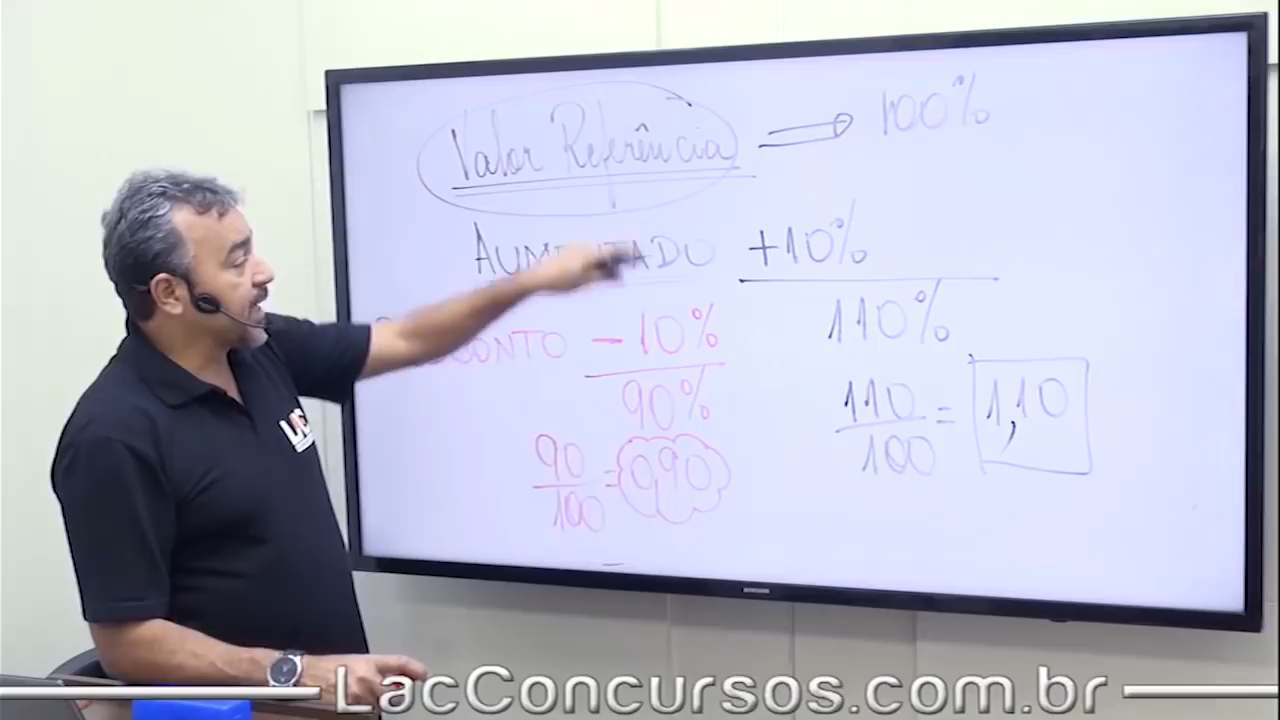 Valor Referência 100%
+10%
110%
- 10%
90%
110/100 = 1,10
90/100 = 0,90
LacConcursos.com.br